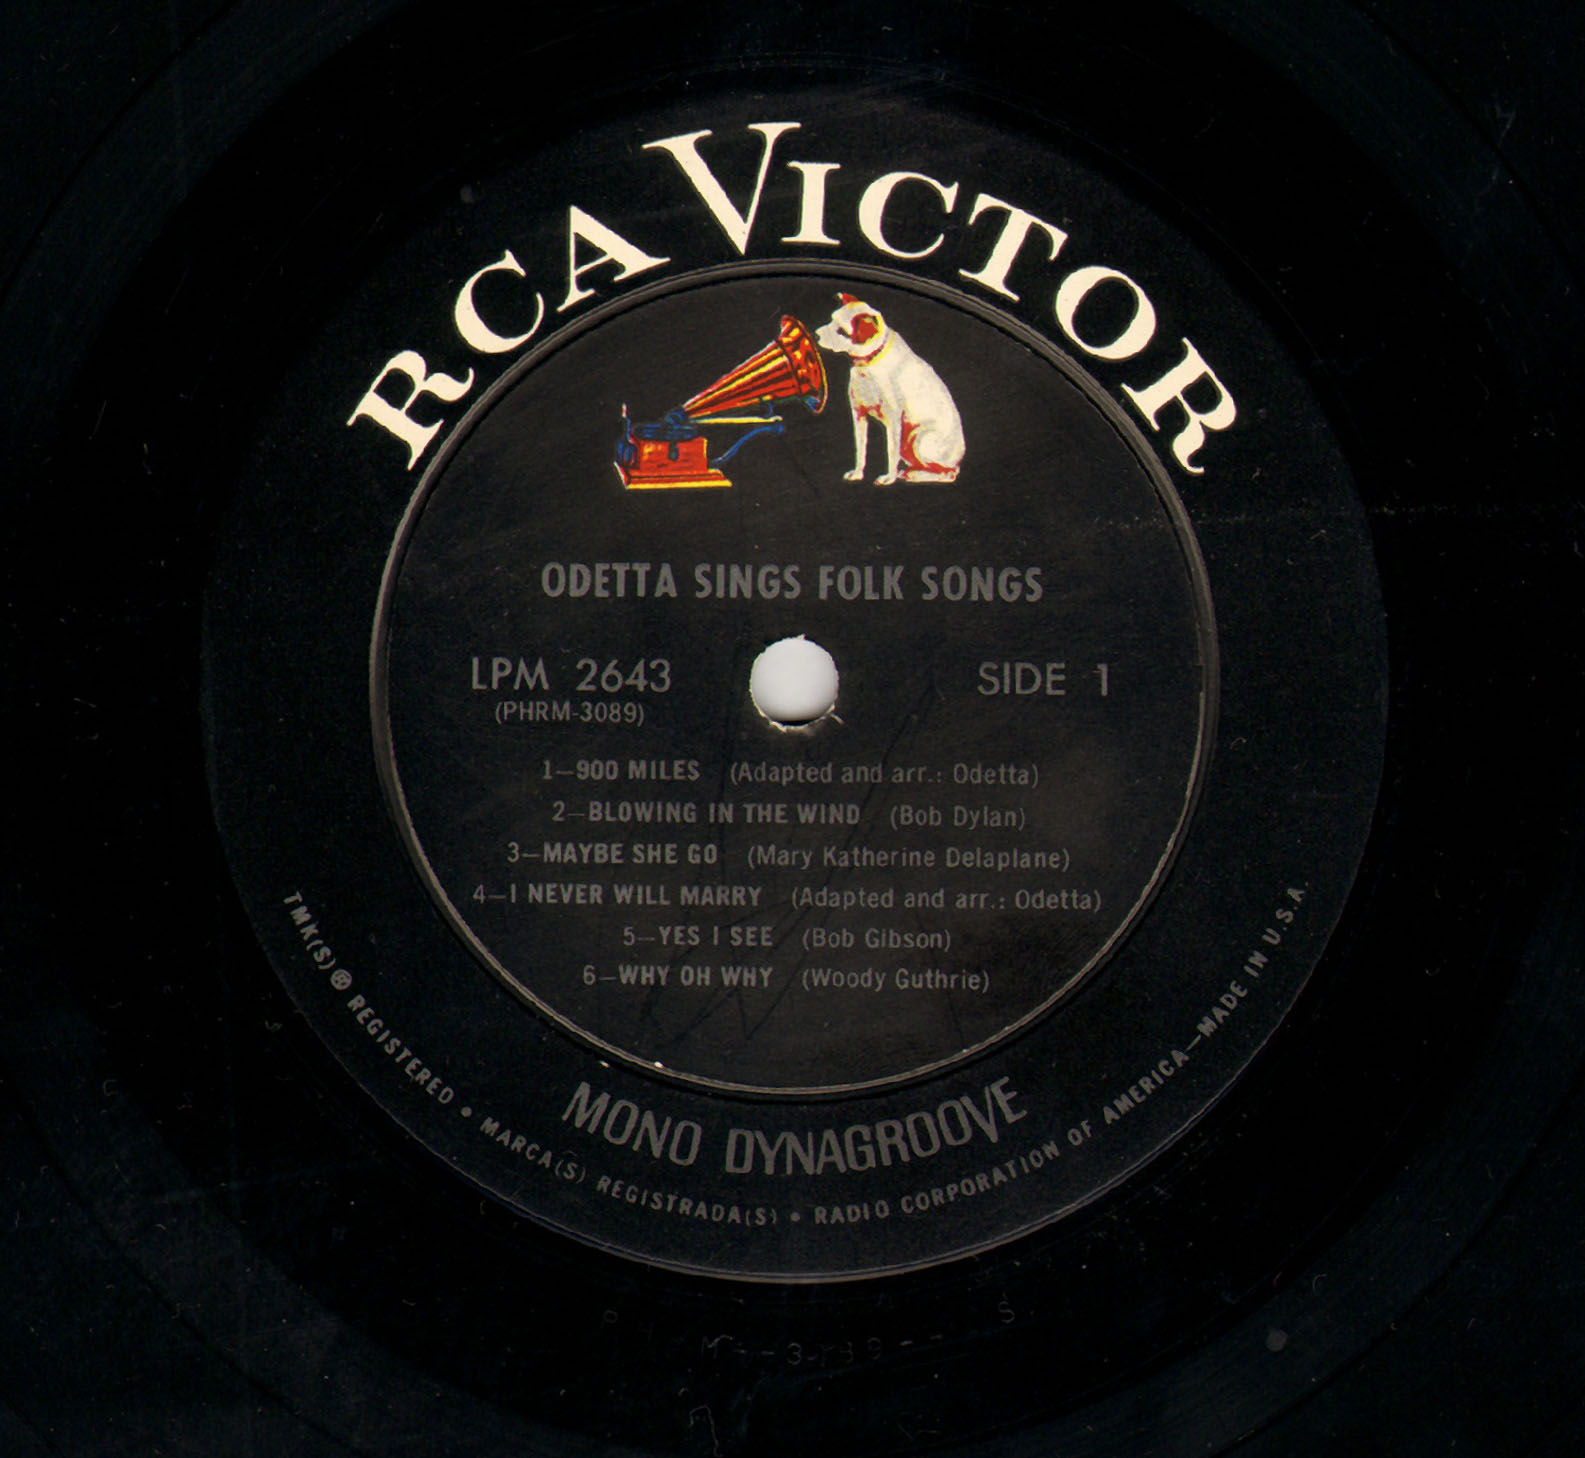 RCA VICTOR
ODETTA SINGS FOLK SONGS
LPM 2643
(PHRM-3089)
SIDE 1
1—900 MILES (Adapted and arr.: Odetta)
2—BLOWING IN THE WIND (Bob Dylan)
3—MAYBE SHE GO (Mary Katherine Delaplane)
4—I NEVER WILL MARRY (Adapted and arr.: Odetta)
5—YES I SEE (Bob Gibson)
6—WHY OH WHY (Woody Guthrie)
MONO DYNAGROOVE
TMK(S) ® REGISTERED • MARCA(S) REGISTRADA(S) • RADIO CORPORATION OF AMERICA—MADE IN U.S.A.